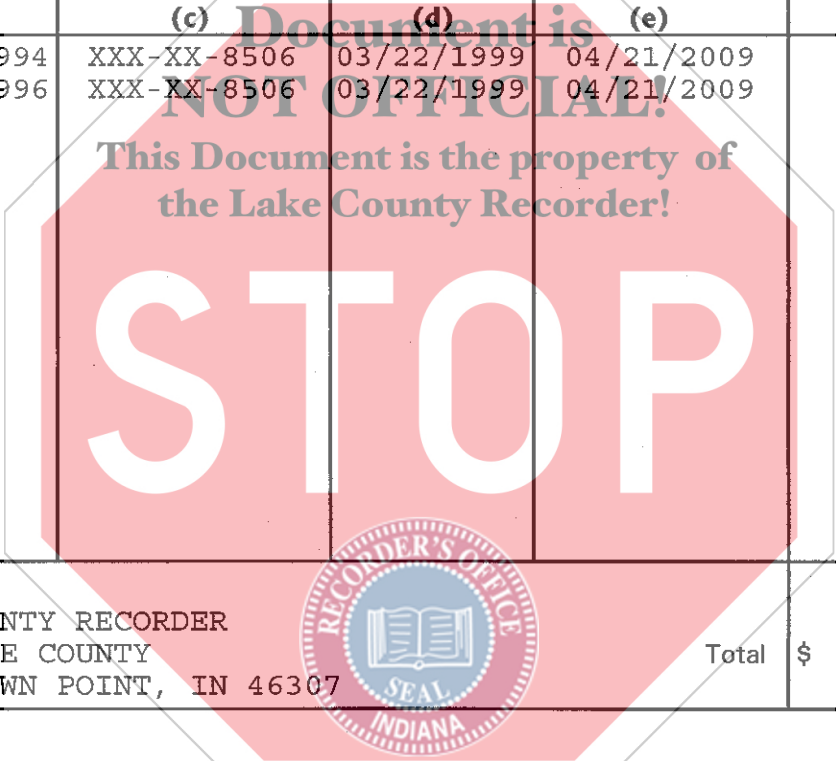 (c) (d) (e)
Document is
994 XXX-XX-8506 03/22/1999 04/21/2009
996 XXX-XX-8506 03/22/1999 04/21/2009
NOT OFFICIAL!
This Document is the property of
the Lake County Recorder!
STOP
RECORDER'S OFFICE
SEAL
INDIANA
NTY RECORDER
E COUNTY
Total $
WN POINT, IN 46307